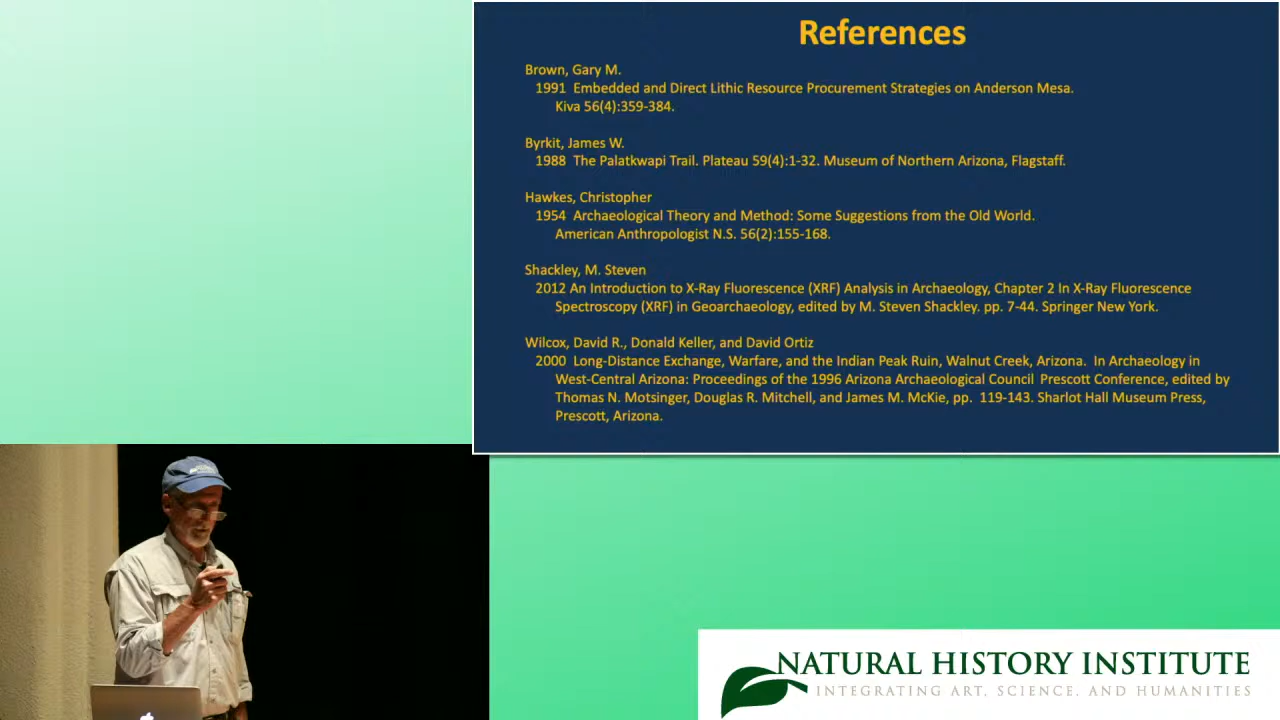 References
Brown, Gary M.
1991 Embedded and Direct Lithic Resource Procurement Strategies on Anderson Mesa.
Kiva 56(4):359-384.
Byrkit, James W.
1988 The Palatkwapi Trail. Plateau 59(4):1-32. Museum of Northern Arizona, Flagstaff.
Hawkes, Christopher
1954 Archaeological Theory and Method: Some Suggestions from the Old World.
American Anthropologist N.S. 56(2):155-168.
Shackley, M. Steven
2012 An Introduction to X-Ray Fluorescence (XRF) Analysis in Archaeology, Chapter 2 In X-Ray Fluorescence
Spectroscopy (XRF) in Geoarchaeology, edited by M. Steven Shackley. pp. 7-44. Springer New York.
Wilcox, David R., Donald Keller, and David Ortiz
2000 Long-Distance Exchange, Warfare, and the Indian Peak Ruin, Walnut Creek, Arizona. In Archaeology in
West-Central Arizona: Proceedings of the 1996 Arizona Archaeological Council Prescott Conference, edited by
Thomas N. Motsinger, Douglas R. Mitchell, and James M. McKie, pp. 119-143. Sharlot Hall Museum Press,
Prescott, Arizona.
NATURAL HISTORY INSTITUTE
INTEGRATING ART, SCIENCE, AND HUMANITIES